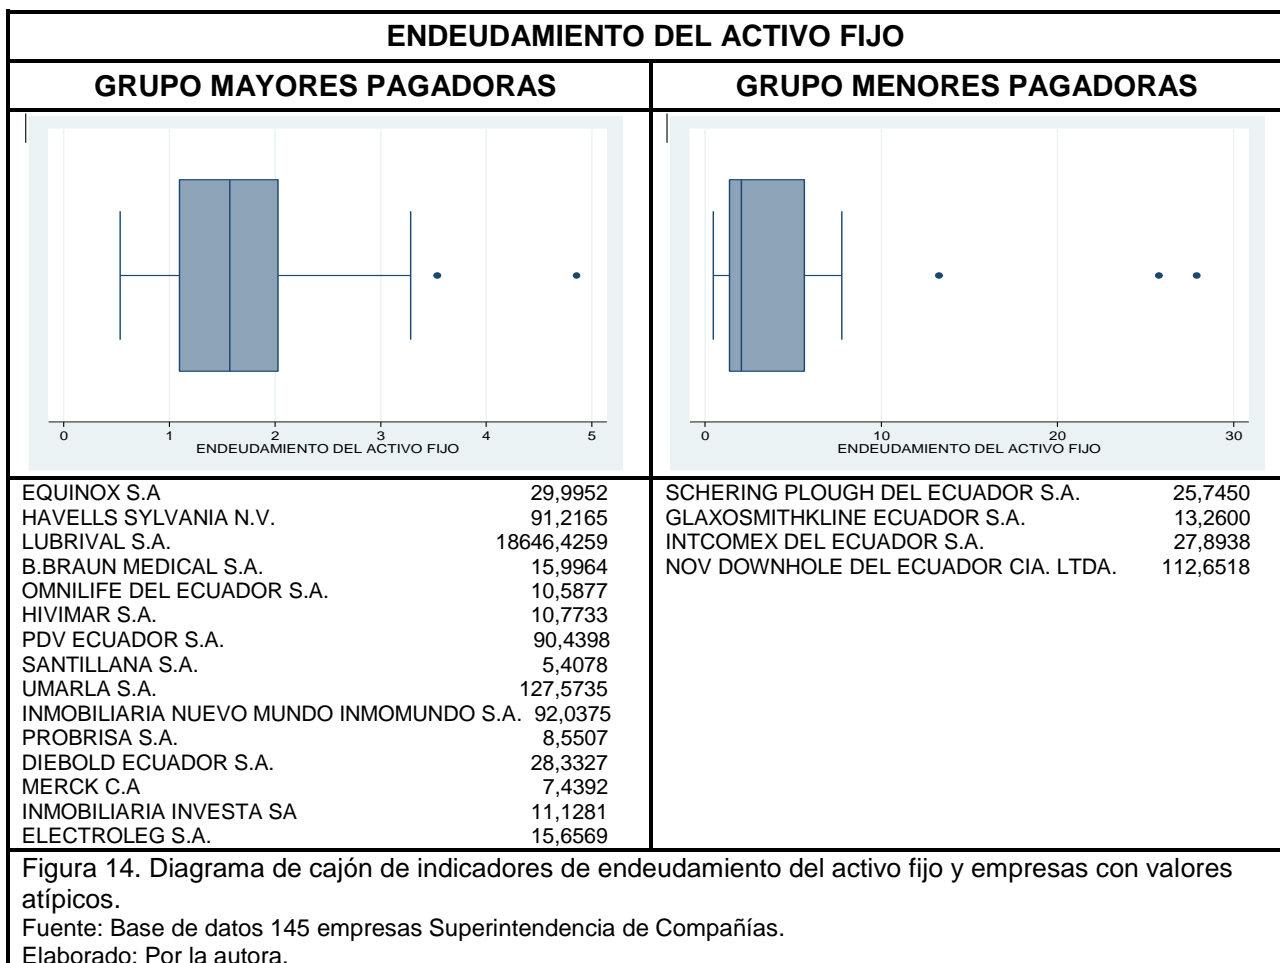 ENDEUDAMIENTO DEL ACTIVO FIJO
GRUPO MAYORES PAGADORAS
GRUPO MENORES PAGADORAS
0 1 2 3 4 5
ENDEUDAMIENTO DEL ACTIVO FIJO
0 10 20 30
ENDEUDAMIENTO DEL ACTIVO FIJO
EQUINOX S.A 29,9952
HAVELLS SYLVANIA N.V. 91,2165
LUBRIVAL S.A. 18646,4259
B.BRAUN MEDICAL S.A. 15,9964
OMNILIFE DEL ECUADOR S.A. 10,5877
HIVIMAR S.A. 10,7733
PDV ECUADOR S.A. 90,4398
SANTILLANA S.A. 5,4078
UMARLA S.A. 127,5735
INMOBILIARIA NUEVO MUNDO INMOMUNDO S.A. 92,0375
PROBRISA S.A. 8,5507
DIEBOLD ECUADOR S.A. 28,3327
MERCK C.A 7,4392
INMOBILIARIA INVESTA SA 11,1281
ELECTROLEG S.A. 15,6569
SCHERING PLOUGH DEL ECUADOR S.A. 25,7450
GLAXOSMITHKLINE ECUADOR S.A. 13,2600
INTCOMEX DEL ECUADOR S.A. 27,8938
NOV DOWNHOLE DEL ECUADOR CIA. LTDA. 112,6518
Figura 14. Diagrama de cajón de indicadores de endeudamiento del activo fijo y empresas con valores
atípicos.
Fuente: Base de datos 145 empresas Superintendencia de Compañías.
Elaborado: Por la autora.